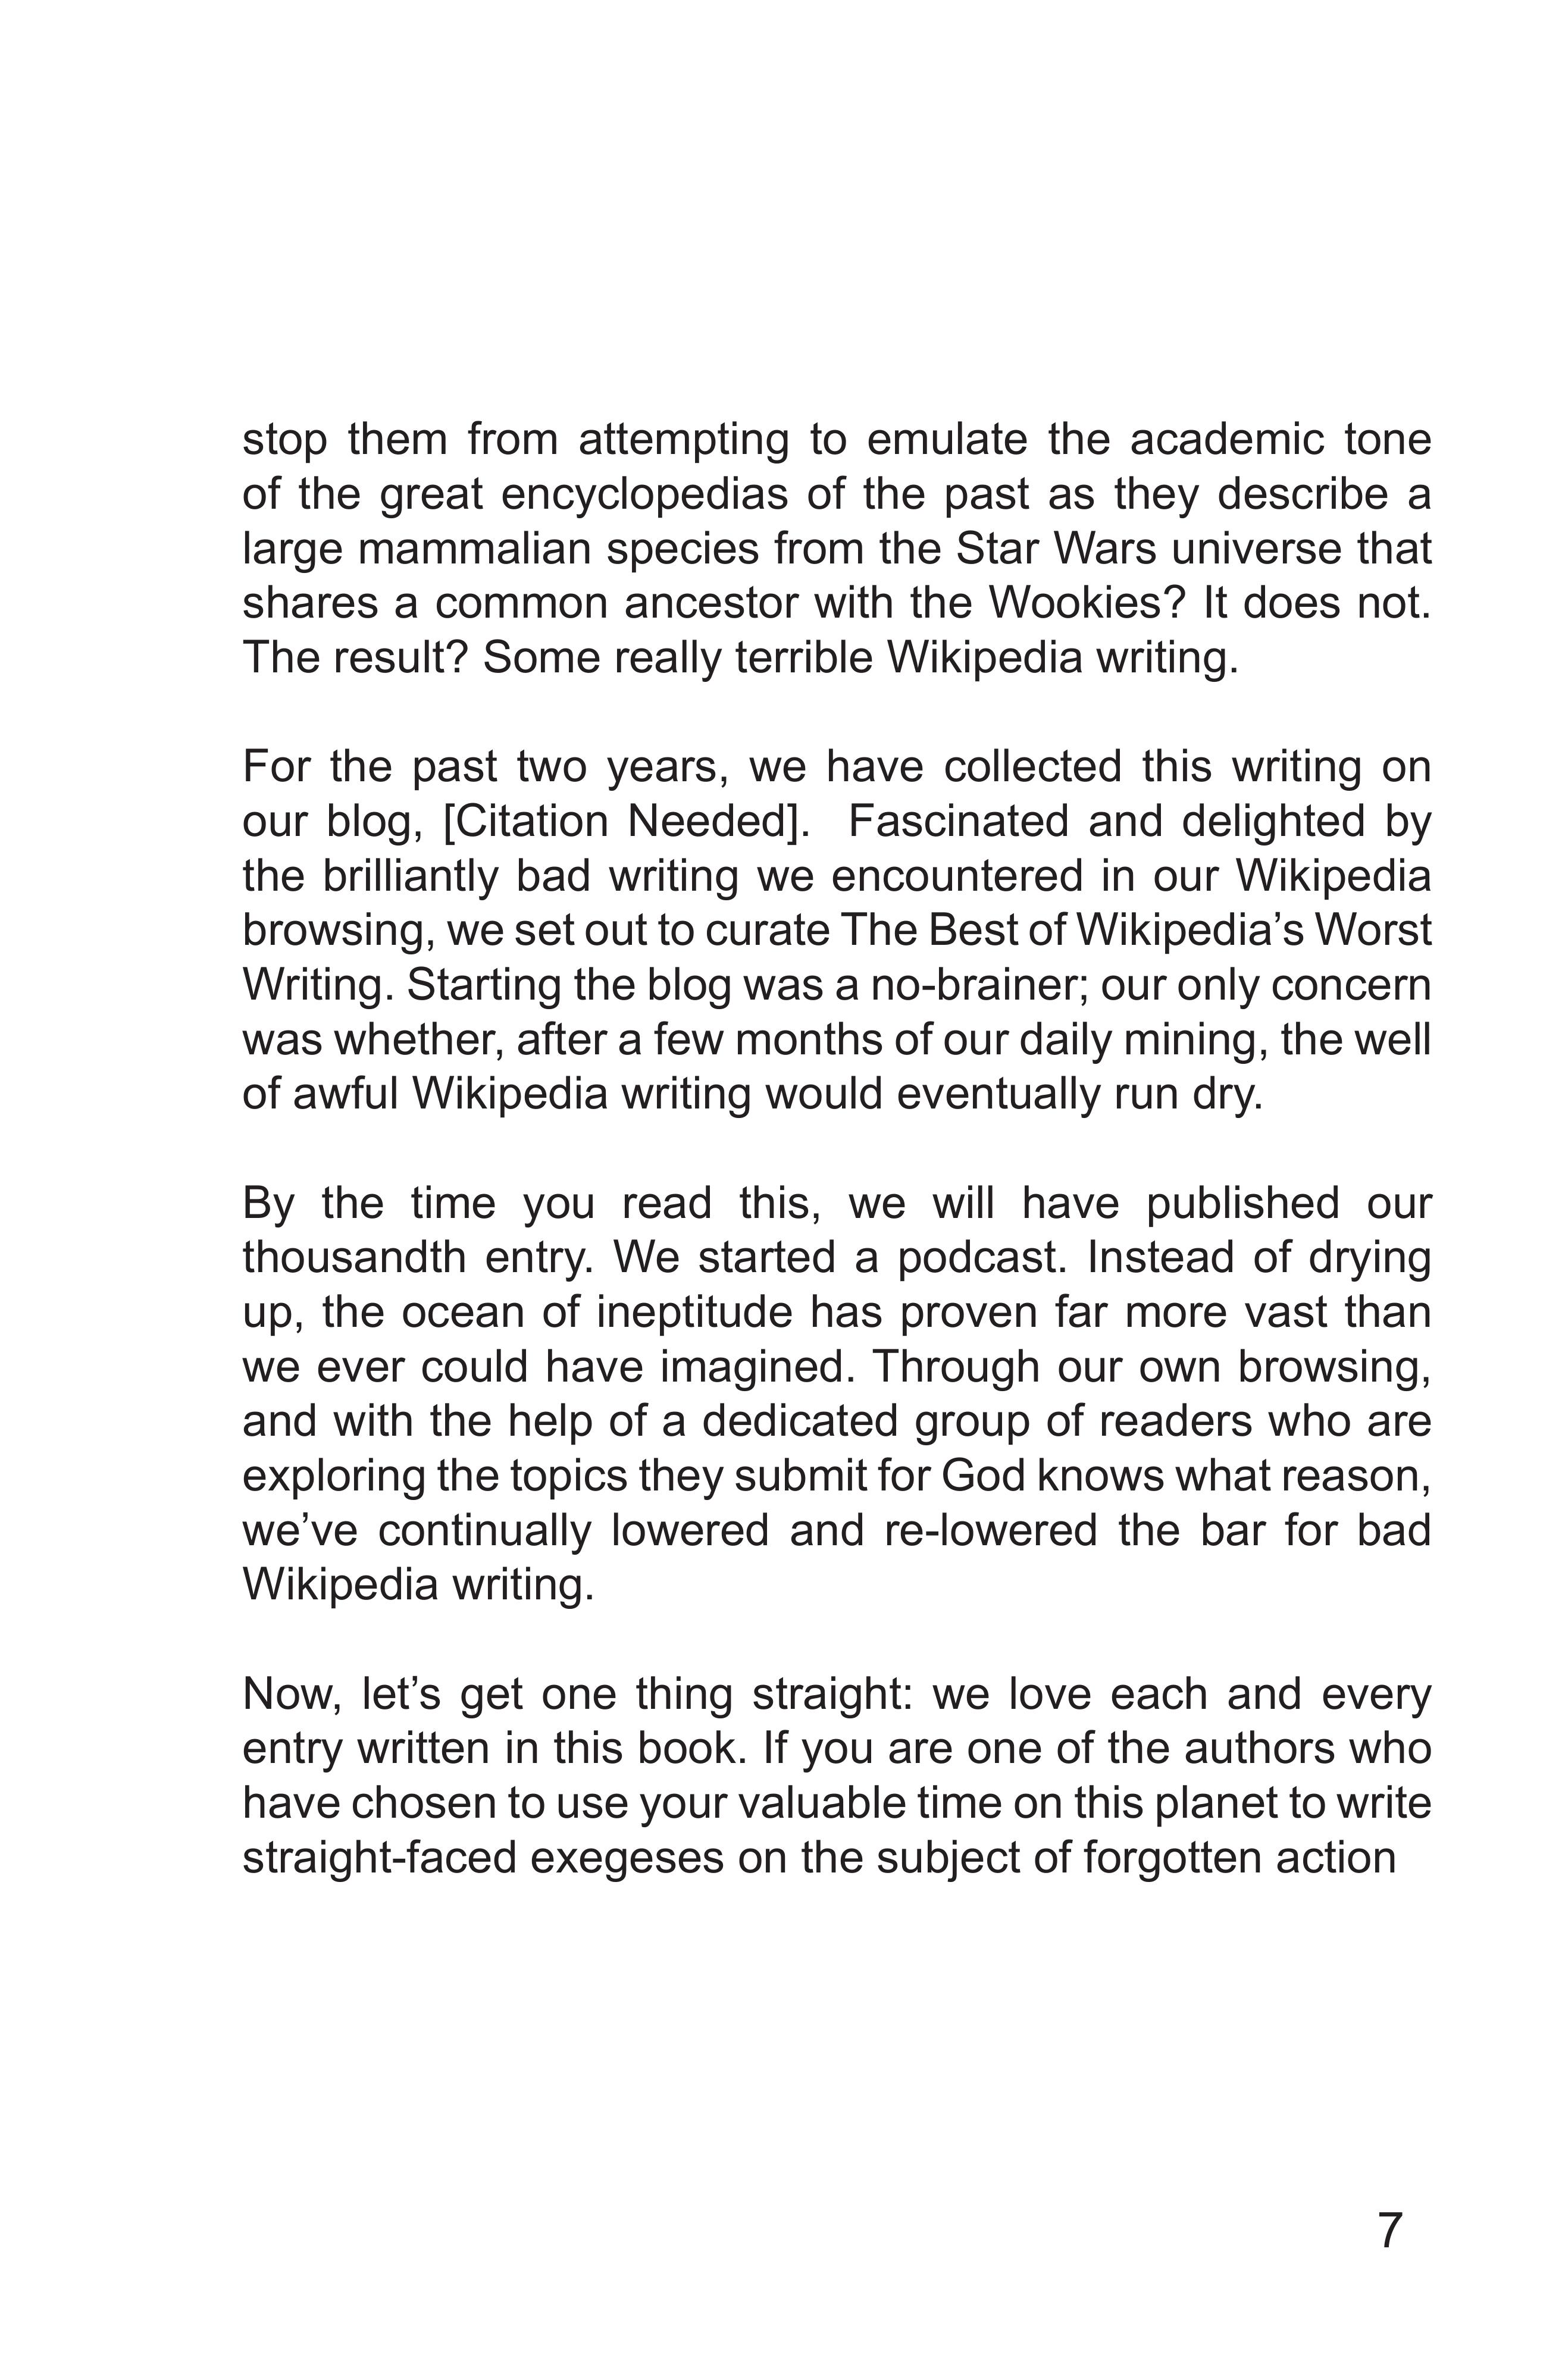 stop them from attempting to emulate the academic tone
of the great encyclopedias of the past as they describe a
large mammalian species from the Star Wars universe that
shares a common ancestor with the Wookies? It does not.
The result? Some really terrible Wikipedia writing.
For the past two years, we have collected this writing on
our blog, [Citation Needed].  Fascinated and delighted by
the brilliantly bad writing we encountered in our Wikipedia
browsing, we set out to curate The Best of Wikipedia’s Worst
Writing. Starting the blog was a no-brainer; our only concern
was whether, after a few months of our daily mining, the well
of awful Wikipedia writing would eventually run dry.
By the time you read this, we will have published our
thousandth entry. We started a podcast. Instead of drying
up, the ocean of ineptitude has proven far more vast than
we ever could have imagined. Through our own browsing,
and with the help of a dedicated group of readers who are
exploring the topics they submit for God knows what reason,
we’ve continually lowered and re-lowered the bar for bad
Wikipedia writing.
Now, let’s get one thing straight: we love each and every
entry written in this book. If you are one of the authors who
have chosen to use your valuable time on this planet to write
straight-faced exegeses on the subject of forgotten action
7